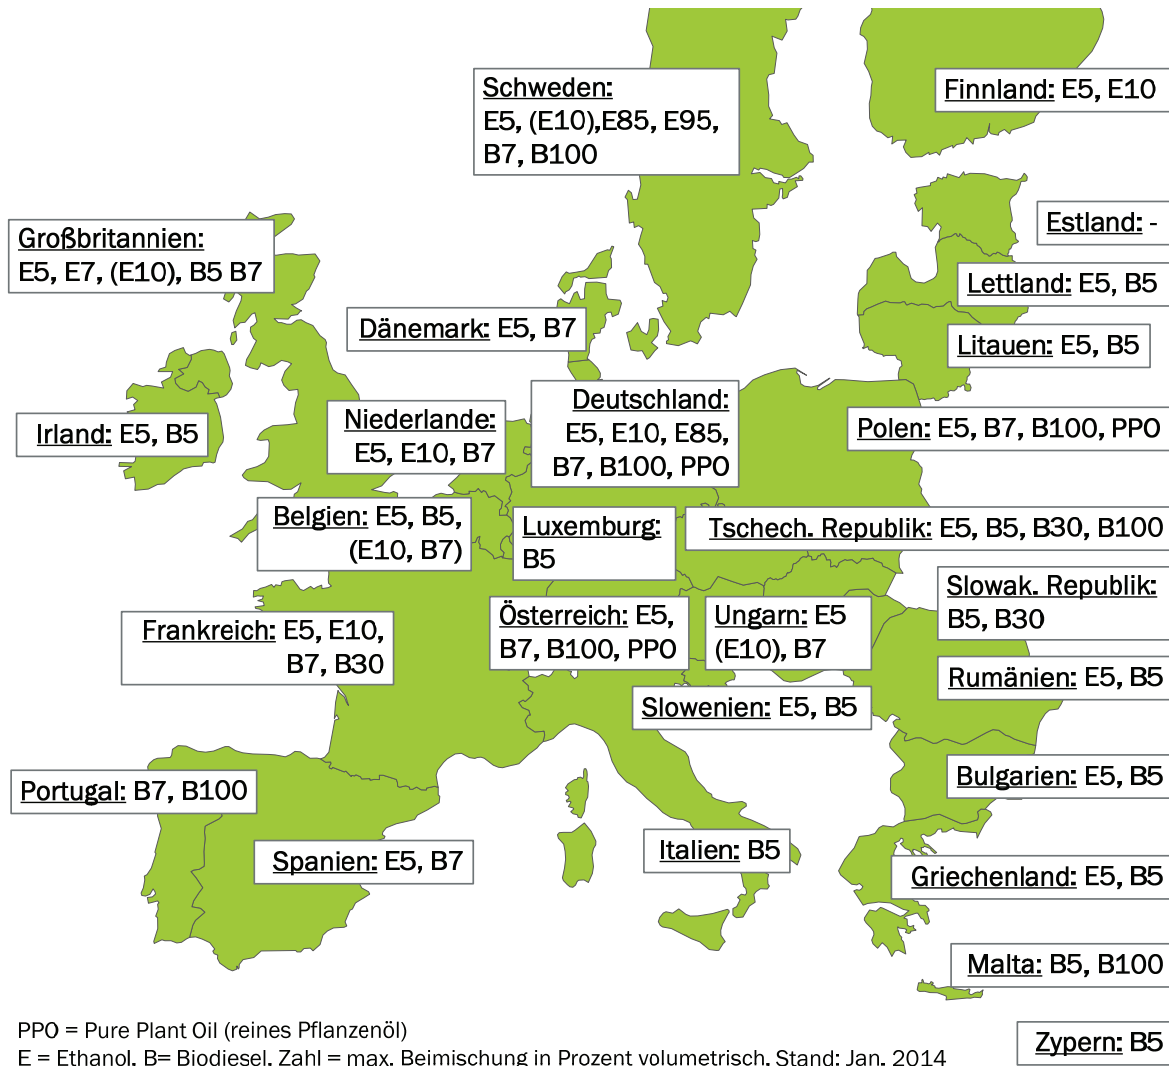 Schweden:
E5, (E10),E85, E95,
B7, B100
Finnland: E5, E10
Estland: -
Großbritannien:
E5, E7, (E10), B5 B7
Lettland: E5, B5
Dänemark: E5, B7
Litauen: E5, B5
Irland: E5, B5
Niederlande:
E5, E10, B7
Deutschland:
E5, E10, E85,
B7, B100, PPO
Polen: E5, B7, B100, PPO
Belgien: E5, B5,
(E10, B7)
Luxemburg:
B5
Tschech. Republik: E5, B5, B30, B100
Slowak. Republik:
B5, B30
Frankreich: E5, E10,
B7, B30
Österreich: E5,
B7, B100, PPO
Ungarn: E5
(E10), B7
Rumänien: E5, B5
Slowenien: E5, B5
Portugal: B7, B100
Bulgarien: E5, B5
Spanien: E5, B7
Italien: B5
Griechenland: E5, B5
Malta: B5, B100
Zypern: B5
PPO = Pure Plant Oil (reines Pflanzenöl)
E = Ethanol, B= Biodiesel, Zahl = max. Beimischung in Prozent volumetrisch, Stand: Jan. 2014